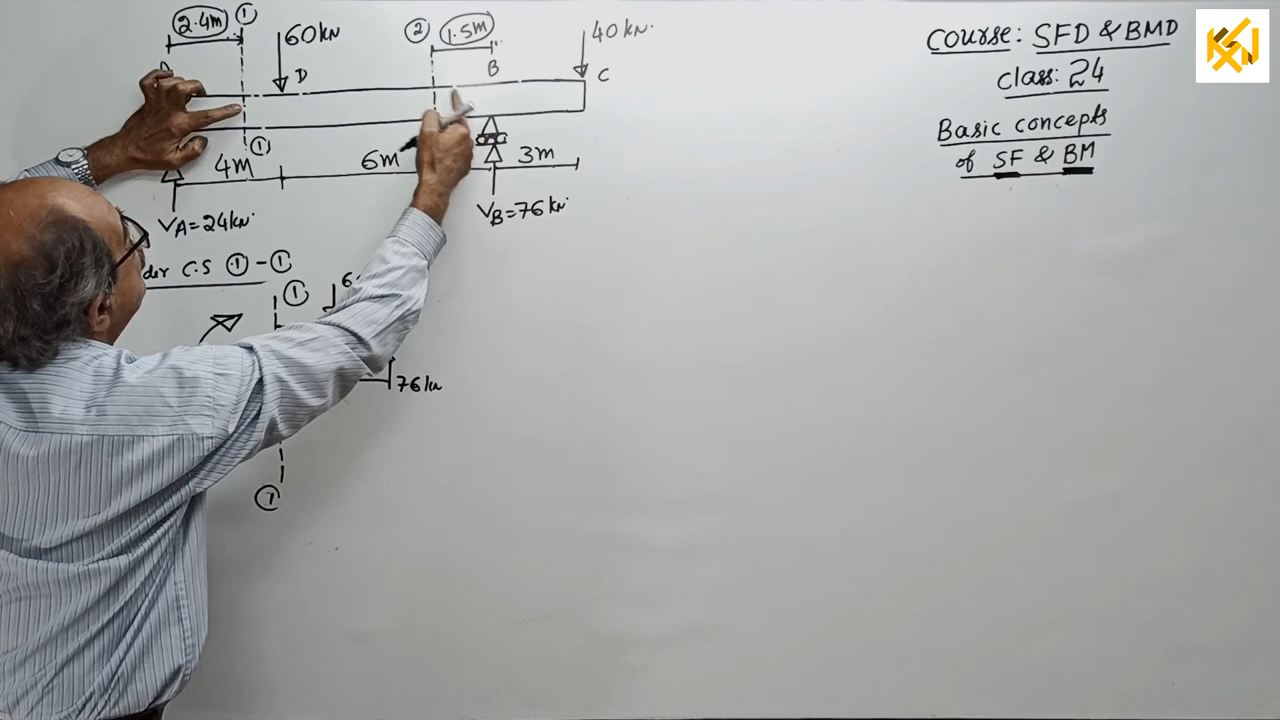 2.4m
①
60kN
②
1.5m
B
40kN.
D
C
①
4m
6m
3m
VA=24kN.
VB=76kN.
der C.S ①-①
①
76kN
①
Course: SFD & BMD
Class: 24
Basic concepts
of SF & BM